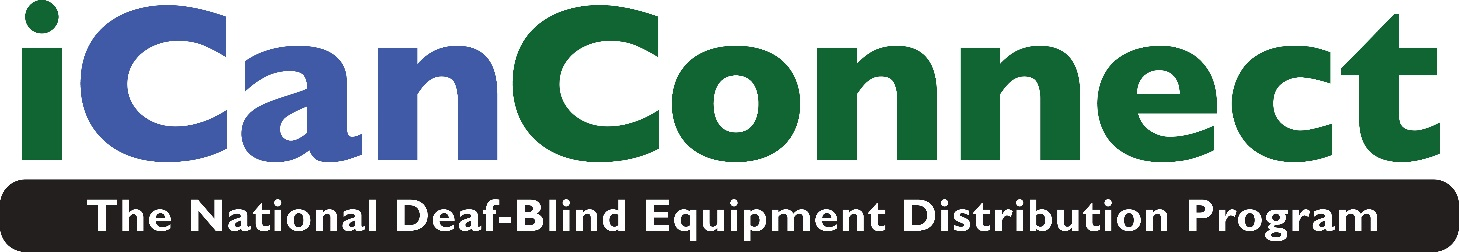 iCanConnect
The National Deaf-Blind Equipment Distribution Program